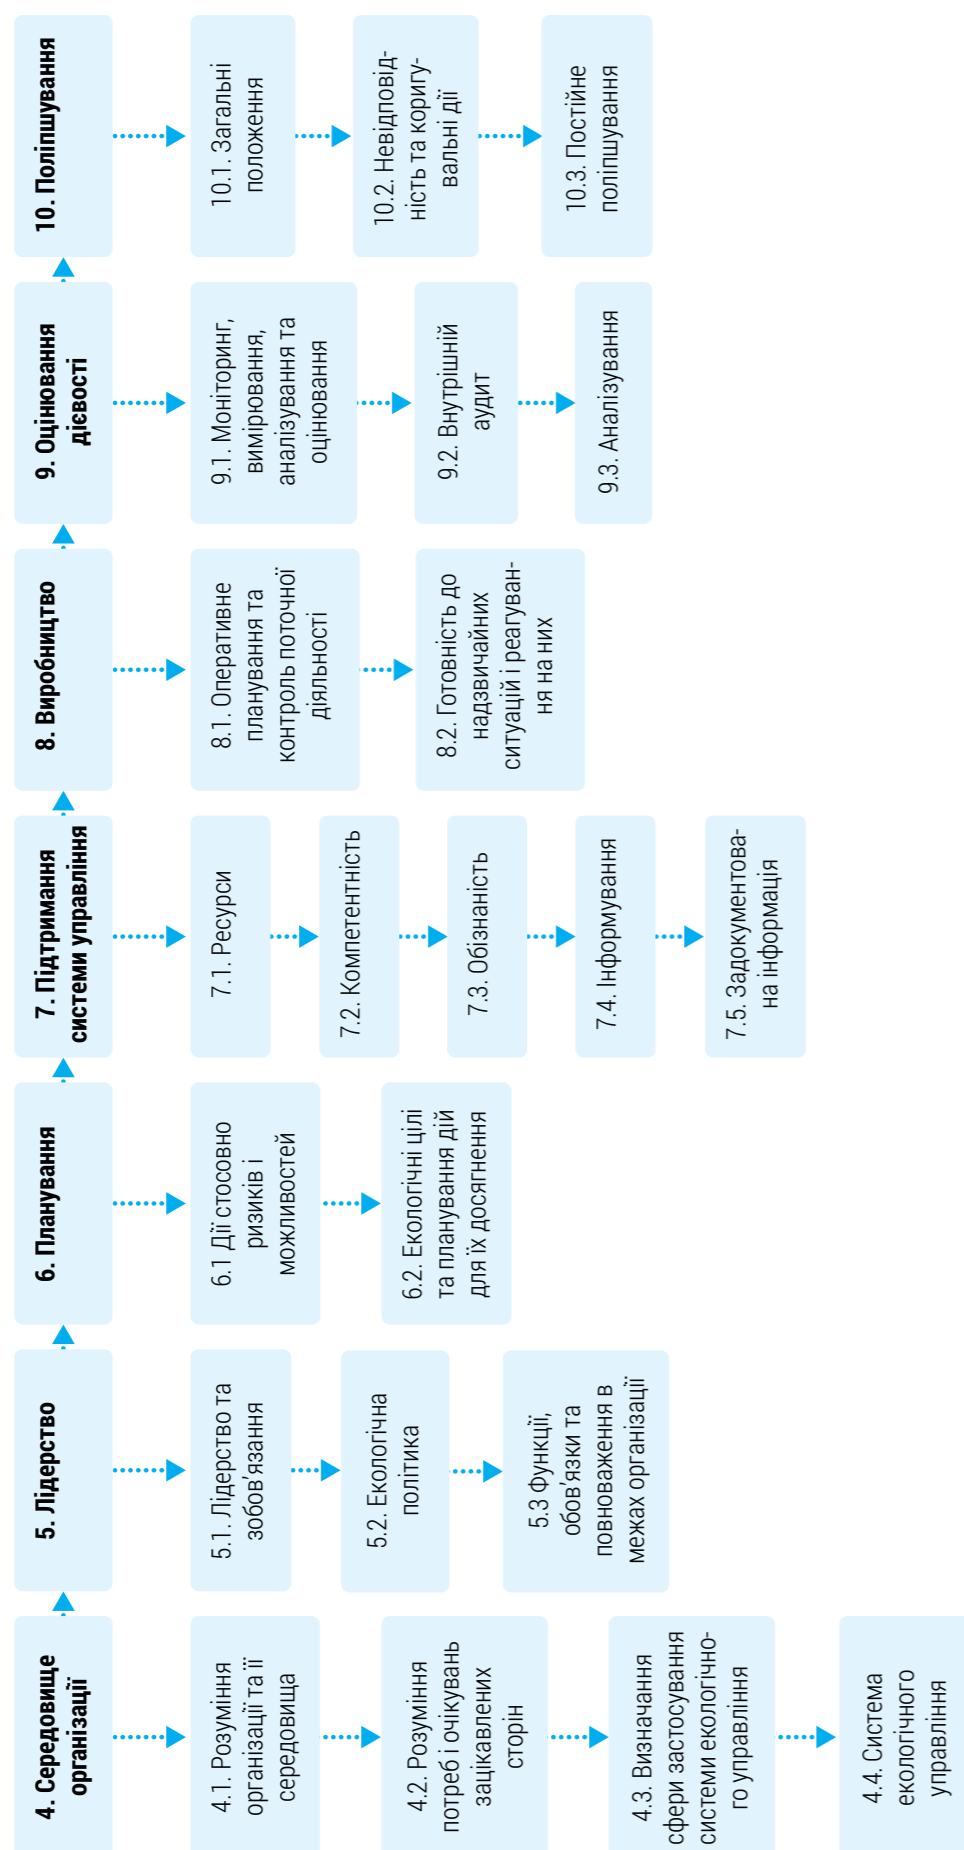 4. Середовище
організації
4.1. Розуміння
організації та її
середовища
4.2. Розуміння
потреб і очікувань
зацікавлених
сторін
4.3. Визначання
сфери застосування
системи екологічно-
го управління
4.4. Система
екологічного
управління
5. Лідерство
5.1. Лідерство та
зобов’язання
5.2. Екологічна
політика
5.3 Функції,
обов’язки та
повноваження в
межах організації
6. Планування
6.1 Дії стосовно
ризиків і
можливостей
6.2. Екологічні цілі
та планування дій
для їх досягнення
7. Підтримання
системи управління
7.1. Ресурси
7.2. Компетентність
7.3. Обізнаність
7.4. Інформування
7.5. Задокументова-
на інформація
8. Виробництво
8.1. Оперативне
планування та
контроль поточної
діяльності
8.2. Готовність до
надзвичайних
ситуацій і реагуван-
ня на них
9. Оцінювання
дієвості
9.1. Моніторинг,
вимірювання,
аналізування та
оцінювання
9.2. Внутрішній
аудит
9.3. Аналізування
10. Поліпшування
10.1. Загальні
положення
10.2. Невідповід-
ність та коригу-
вальні дії
10.3. Постійне
поліпшування